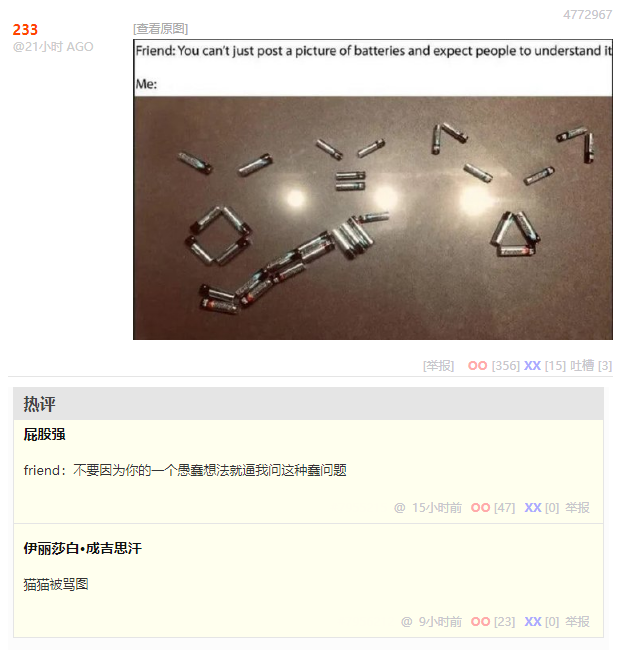 4772967
233
@21小时 AGO
[查看原图]
Friend: You can't just post a picture of batteries and expect people to understand it
Me:
[举报] OO [356] XX [15] 吐槽 [3]
热评
屁股强
friend：不要因为你的一个愚蠢想法就逼我问这种蠢问题
@ 15小时前 OO [47] XX [0] 举报
伊丽莎白•成吉思汗
猫猫被骂图
@ 9小时前 OO [23] XX [0] 举报